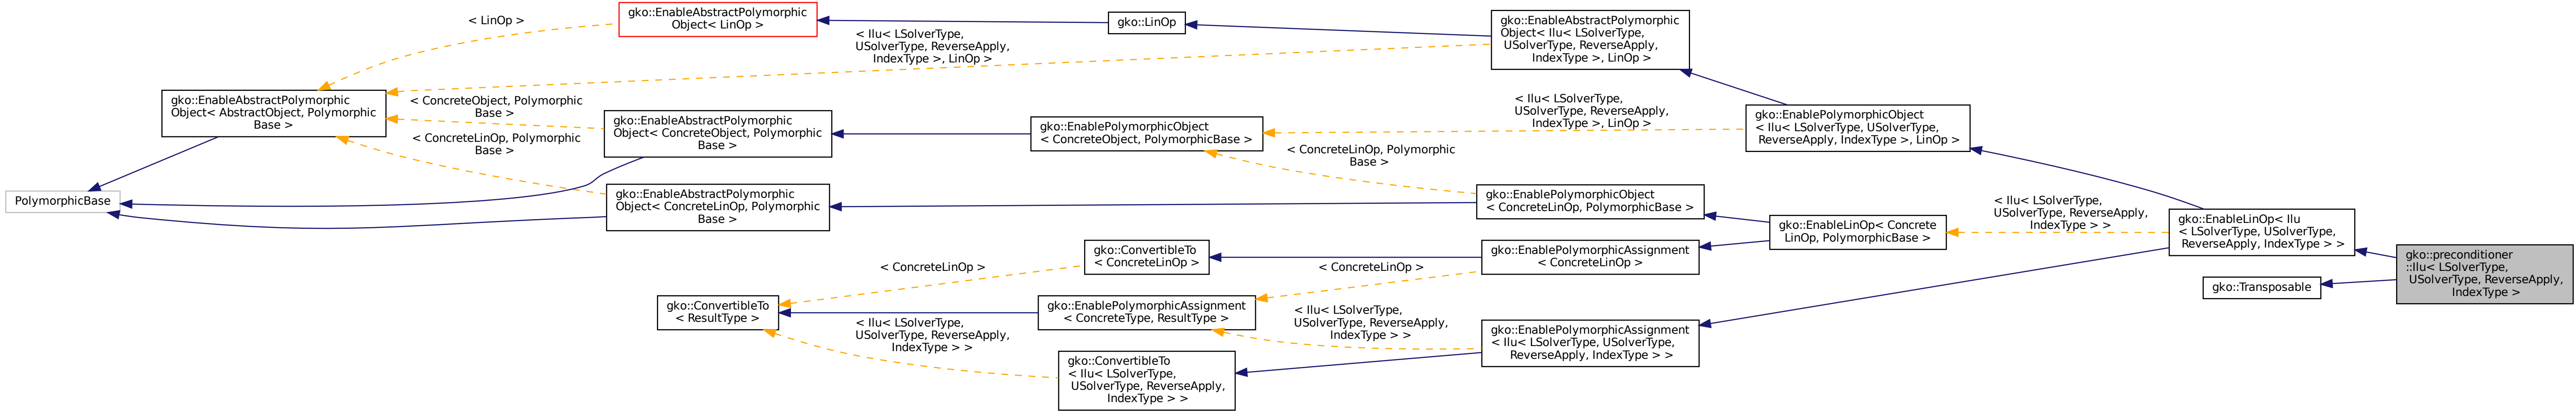 gko::EnableAbstractPolymorphic
Object< LinOp >
< LinOp >
gko::LinOp
gko::EnableAbstractPolymorphic
Object< Ilu< LSolverType,
USolverType, ReverseApply,
IndexType >, LinOp >
< Ilu< LSolverType,
USolverType, ReverseApply,
IndexType >, LinOp >
gko::EnableAbstractPolymorphic
Object< AbstractObject, Polymorphic
Base >
< ConcreteObject, Polymorphic
Base >
< ConcreteLinOp, Polymorphic
Base >
gko::EnableAbstractPolymorphic
Object< ConcreteObject, Polymorphic
Base >
gko::EnablePolymorphicObject
< ConcreteObject, PolymorphicBase >
< Ilu< LSolverType,
USolverType, ReverseApply,
IndexType >, LinOp >
gko::EnablePolymorphicObject
< Ilu< LSolverType, USolverType,
ReverseApply, IndexType >, LinOp >
< ConcreteLinOp, Polymorphic
Base >
PolymorphicBase
gko::EnableAbstractPolymorphic
Object< ConcreteLinOp, Polymorphic
Base >
gko::EnablePolymorphicObject
< ConcreteLinOp, PolymorphicBase >
gko::EnableLinOp< Concrete
LinOp, PolymorphicBase >
< Ilu< LSolverType,
USolverType, ReverseApply,
IndexType > >
gko::EnableLinOp< Ilu
< LSolverType, USolverType,
ReverseApply, IndexType > >
gko::preconditioner
::Ilu< LSolverType,
USolverType, ReverseApply,
IndexType >
gko::Transposable
gko::ConvertibleTo
< ConcreteLinOp >
gko::EnablePolymorphicAssignment
< ConcreteLinOp >
< ConcreteLinOp >
< ConcreteLinOp >
gko::ConvertibleTo
< ResultType >
gko::EnablePolymorphicAssignment
< ConcreteType, ResultType >
< Ilu< LSolverType,
USolverType, ReverseApply,
IndexType > >
< Ilu< LSolverType,
USolverType, ReverseApply,
IndexType > >
gko::EnablePolymorphicAssignment
< Ilu< LSolverType, USolverType,
ReverseApply, IndexType > >
gko::ConvertibleTo
< Ilu< LSolverType,
USolverType, ReverseApply,
IndexType > >